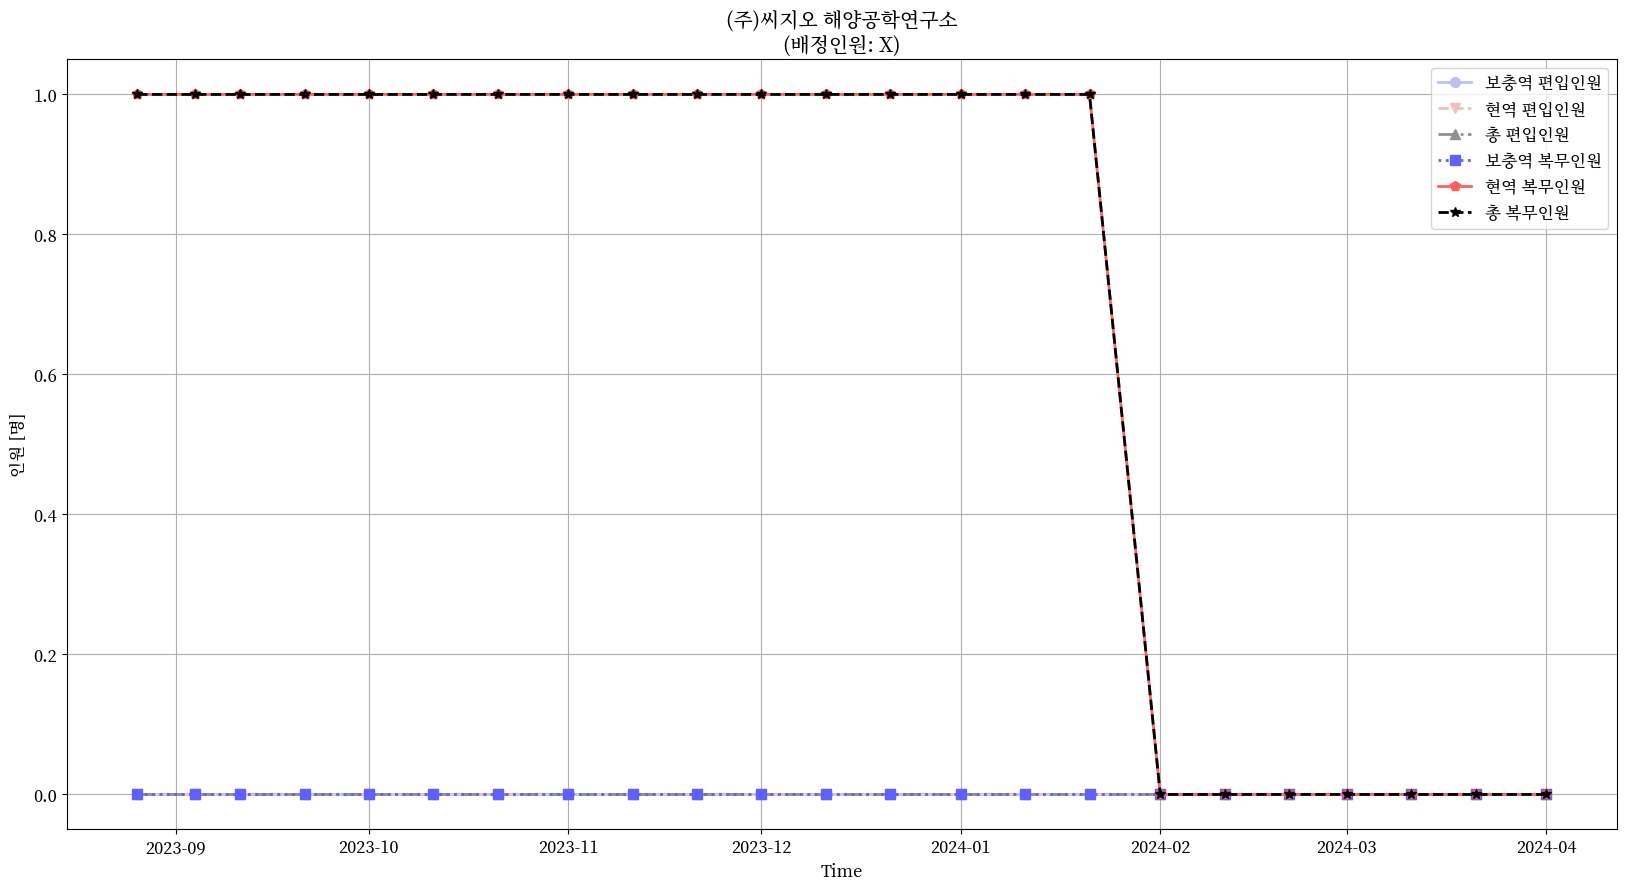 (주)씨지오 해양공학연구소
(배정인원: X)
보충역 편입인원
현역 편입인원
총 편입인원
보충역 복무인원
현역 복무인원
총 복무인원
인원 [명]
1.0
0.8
0.6
0.4
0.2
0.0
2023-09
2023-10
2023-11
2023-12
2024-01
2024-02
2024-03
2024-04
Time